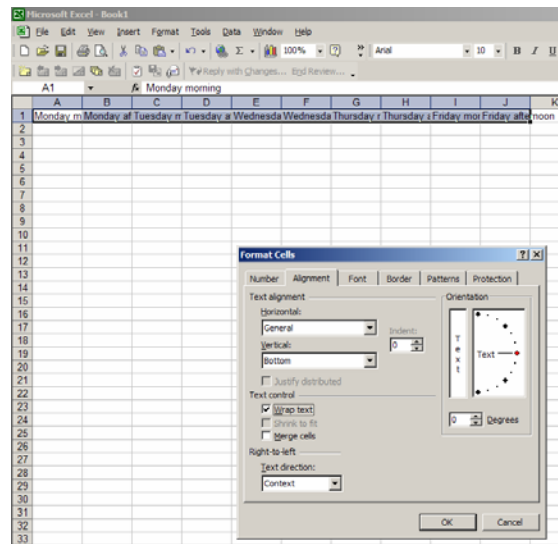 Microsoft Excel - Book1
File Edit View Insert Format Tools Data Window Help
Σ 100% Arial 10 B I U
Reply with Changes... End Review...
A1 fx Monday morning
A B C D E F G H I J K
1 Monday m Monday af Tuesday m Tuesday a Wednesda Wednesda Thursday r Thursday a Friday mor Friday afternoon
2
3
4
5
6
7
8
9
10
11
12
13
14
15
16
17
18
19
20
21
22
23
24
25
26
27
28
29
30
31
32
33
Format Cells
Number Alignment Font Border Patterns Protection
Text alignment
Orientation
Horizontal:
General
Indent:
Vertical:
0
Bottom
Text
Text
Justify distributed
Text control
Wrap text
Shrink to fit
0 Degrees
Merge cells
Right-to-left
Text direction:
Context
OK Cancel